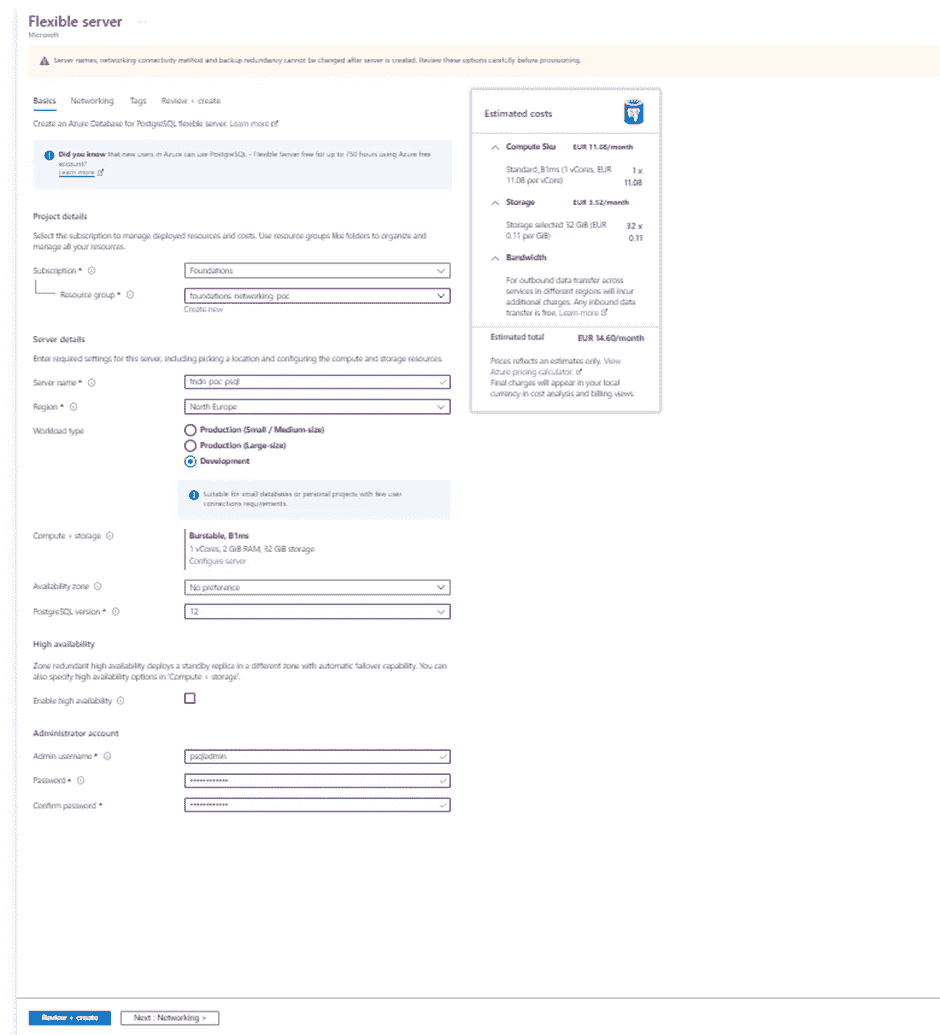 Flexible server ...
Microsoft
Server names, networking connectivity method and backup redundancy cannot be changed after server is created. Review these options carefully before provisioning.
Basics Networking Tags Review + create
Create an Azure Database for PostgreSQL flexible server. Learn more
Did you know that new users in Azure can use PostgreSQL - Flexible Server free for up to 750 hours using Azure free
account?
Learn more
Project details
Select the subscription to manage deployed resources and costs. Use resource groups like folders to organize and
manage all your resources.
Subscription *
Foundations
Resource group *
foundations networking poc
Create new
Server details
Enter required settings for this server, including picking a location and configuring the compute and storage resources.
Server name *
fndn poc psql
Region *
North Europe
Workload type
Production (Small / Medium-size)
Production (Large-size)
Development
Suitable for small databases or personal projects with few user
connections requirements.
Compute + storage
Burstable, B1ms
1 vCores, 2 GiB RAM, 32 GiB storage
Configure server
Availability zone
No preference
PostgreSQL version *
12
High availability
Zone redundant high availability deploys a standby replica in a different zone with automatic failover capability. You can
also specify high availability options in 'Compute + storage'.
Enable high availability
Administrator account
Admin username *
psqladmin
Password *
************
Confirm password *
************
Estimated costs
Compute Sku EUR 11.08/month
Standard_B1ms (1 vCores, EUR 1 x
11.08 per vCore) 11.08
Storage EUR 3.52/month
Storage selected 32 GiB (EUR 32 x
0.11 per GiB) 0.11
Bandwidth
For outbound data transfer across
services in different regions will incur
additional charges. Any inbound data
transfer is free. Learn more
Estimated total EUR 14.60/month
Prices reflect an estimates only. View
Azure pricing calculator.
Final charges will appear in your local
currency in cost analysis and billing views.
Review + create
Next : Networking >